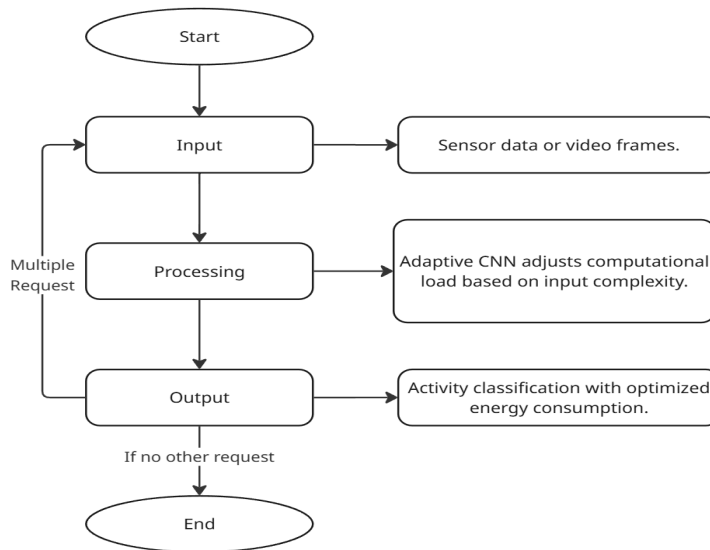 Start
Input
Sensor data or video frames.
Multiple
Request
Processing
Adaptive CNN adjusts computational
load based on input complexity.
Output
Activity classification with optimized
energy consumption.
If no other request
End